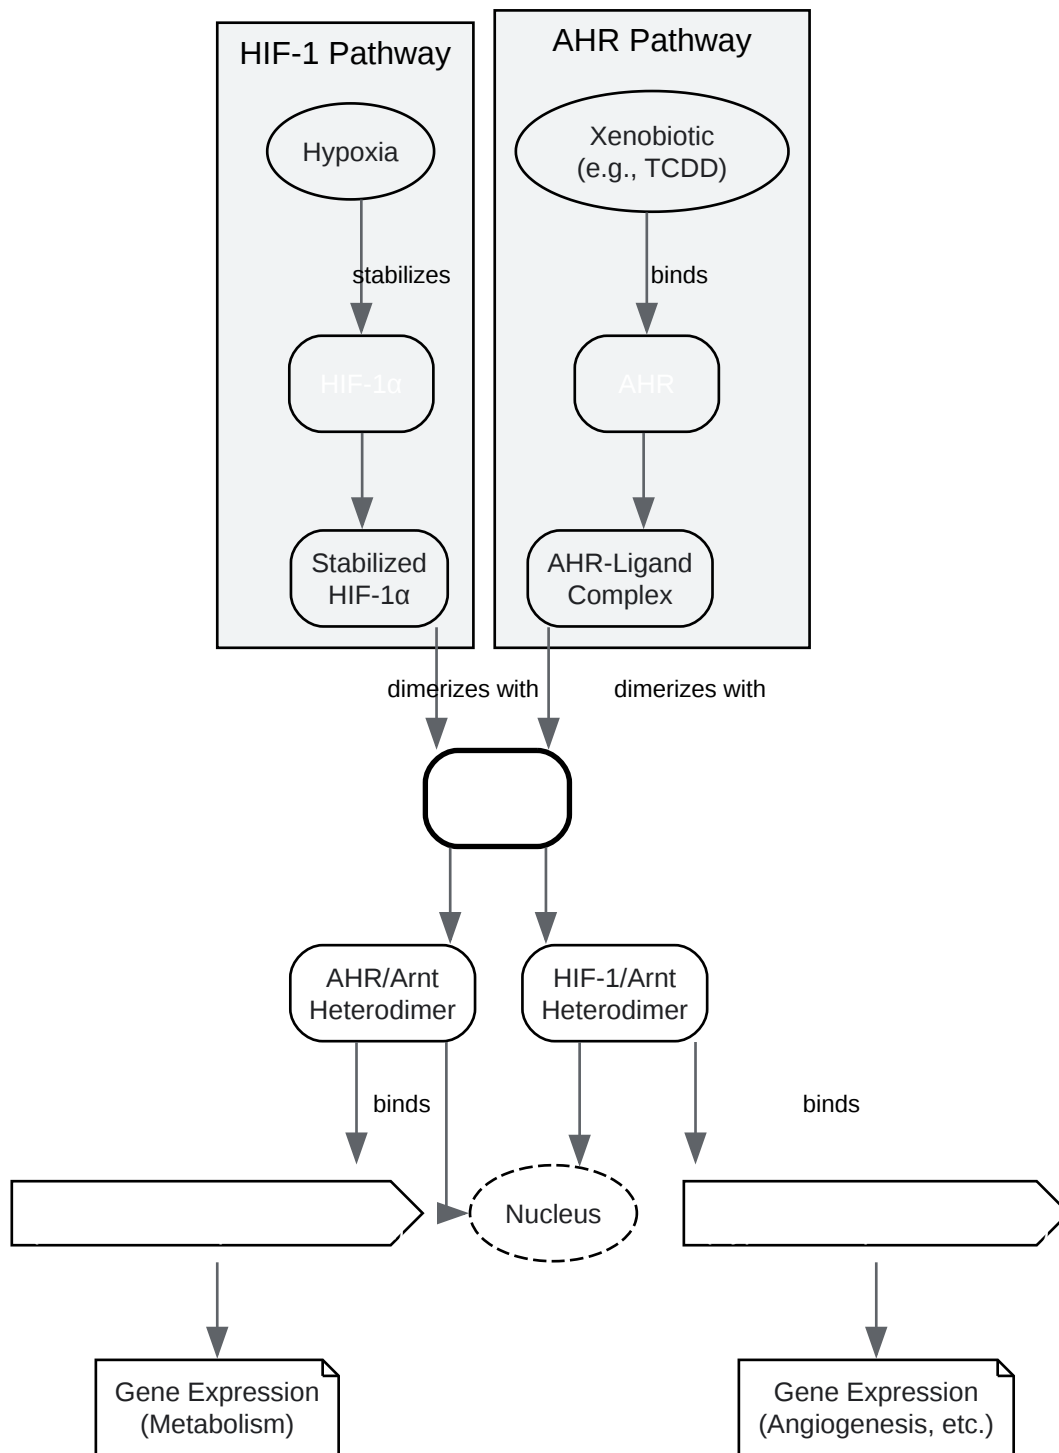 HIF-1 Pathway
AHR Pathway
Hypoxia
Xenobiotic
(e.g., TCDD)
stabilizes
binds
HIF-1α
AHR
Stabilized
HIF-1α
AHR-Ligand
Complex
dimerizes with
dimerizes with
AHR/Arnt
Heterodimer
HIF-1/Arnt
Heterodimer
binds
binds
Nucleus
Gene Expression
(Metabolism)
Gene Expression
(Angiogenesis, etc.)